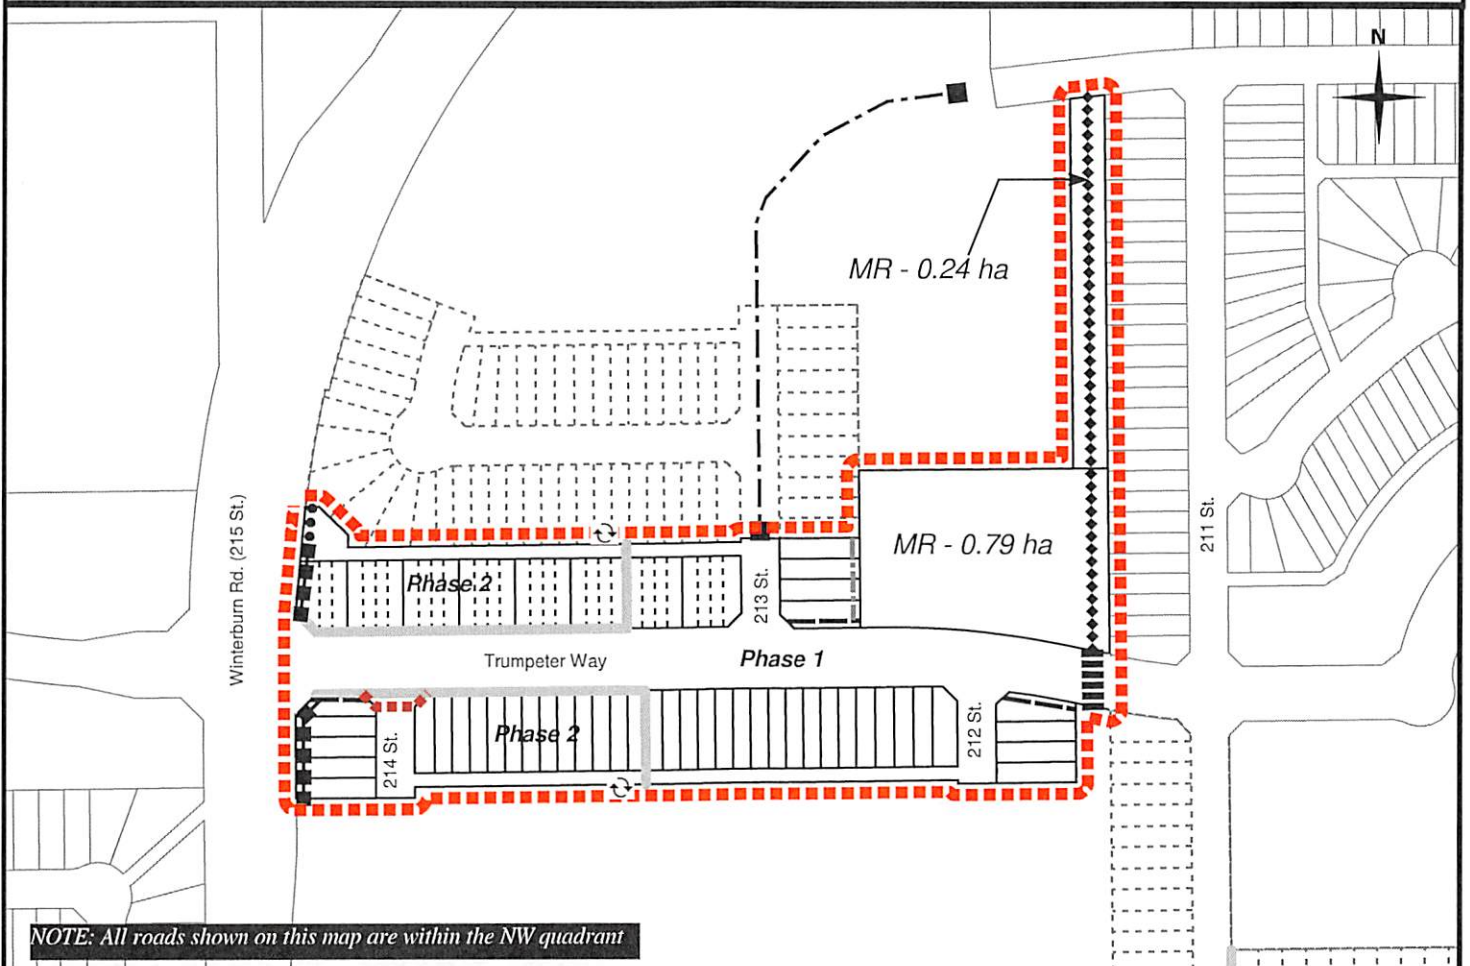 N
MR - 0.24 ha
Winterburn Rd. (215 St.)
211 St.
MR - 0.79 ha
Phase 2
213 St.
Trumpeter Way
Phase 1
Phase 2
214 St.
212 St.
NOTE: All roads shown on this map are within the NW quadrant